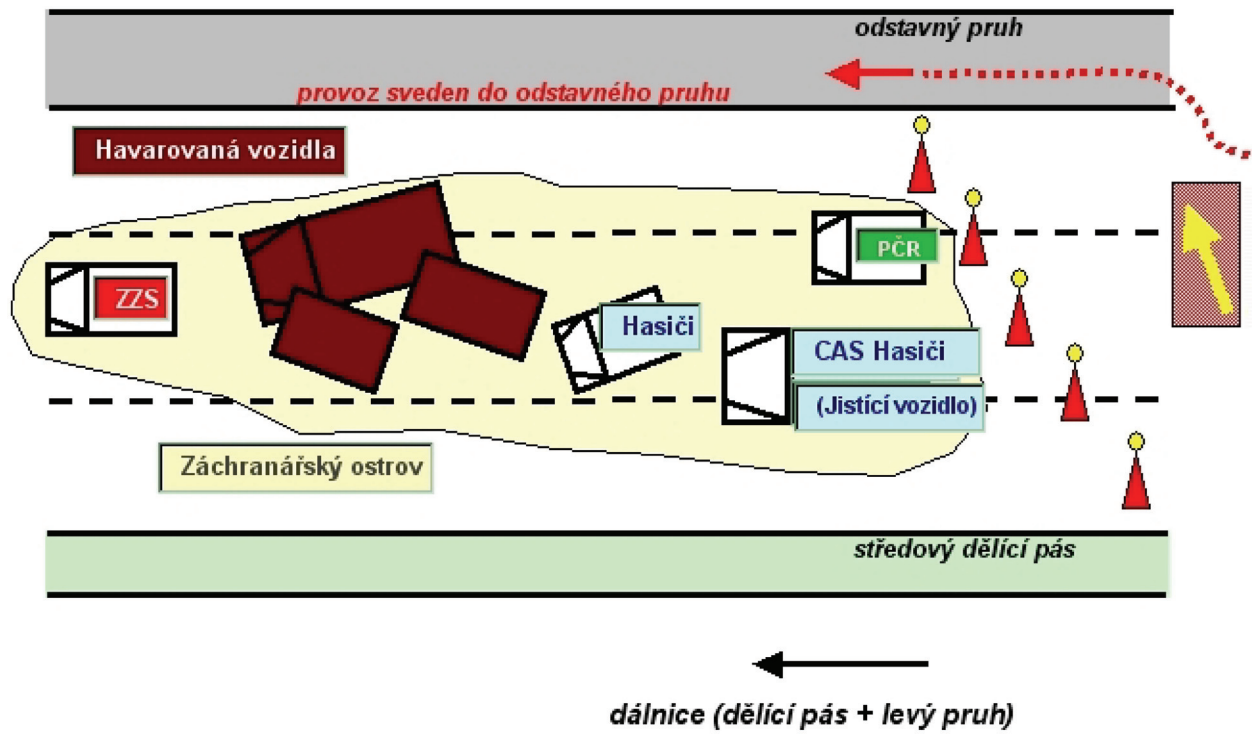 odstavný pruh
provoz sveden do odstavného pruhu
Havarovaná vozidla
PČR
ZZS
Hasiči
CAS Hasiči
(Jistící vozidlo)
Záchranářský ostrov
středový dělící pás
dálnice (dělící pás + levý pruh)